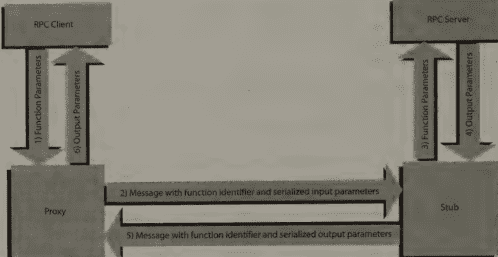 RPC Client
RPC Server
1) Function Parameters
6) Output Parameters
3) Function Parameters
4) Output Parameters
2) Message with function identifier and serialized input parameters
Proxy
Stub
5) Message with function identifier and serialized output parameters